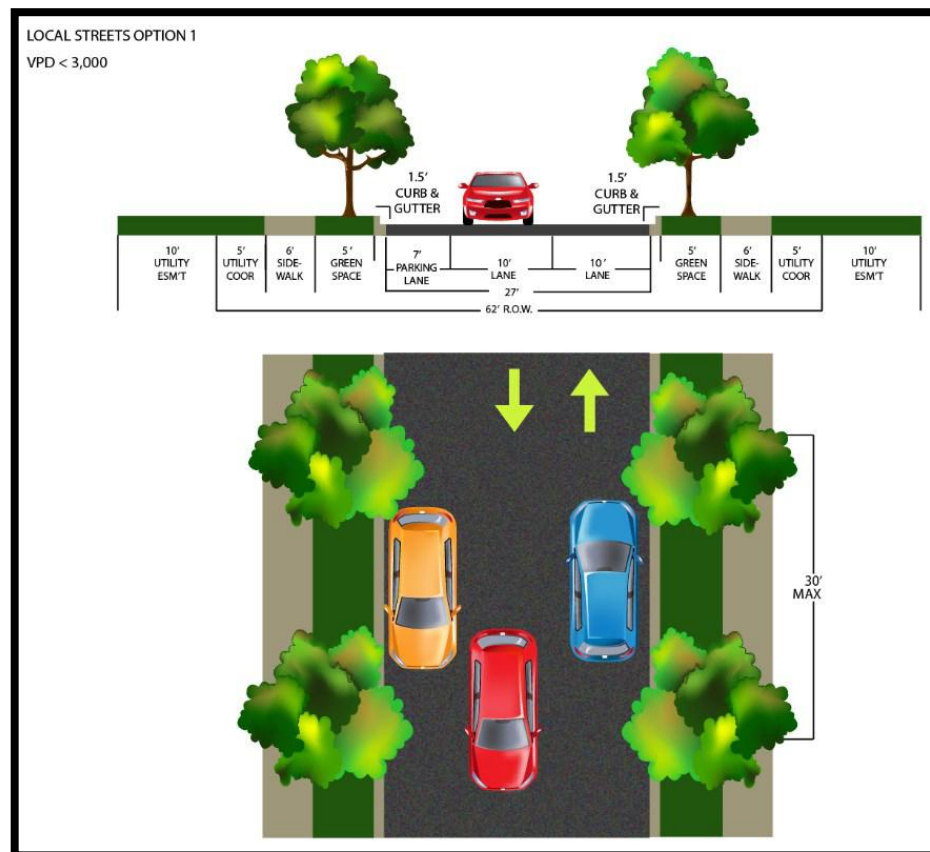 LOCAL STREETS OPTION 1
VPD < 3,000
1.5'
CURB &
GUTTER
1.5'
CURB &
GUTTER
10'
UTILITY
ESM'T
5'
UTILITY
COOR
6'
SIDE-
WALK
5'
GREEN
SPACE
7'
PARKING
LANE
10'
LANE
10'
LANE
5'
GREEN
SPACE
6'
SIDE-
WALK
5'
UTILITY
COOR
10'
UTILITY
ESM'T
27'
62' R.O.W.
30'
MAX